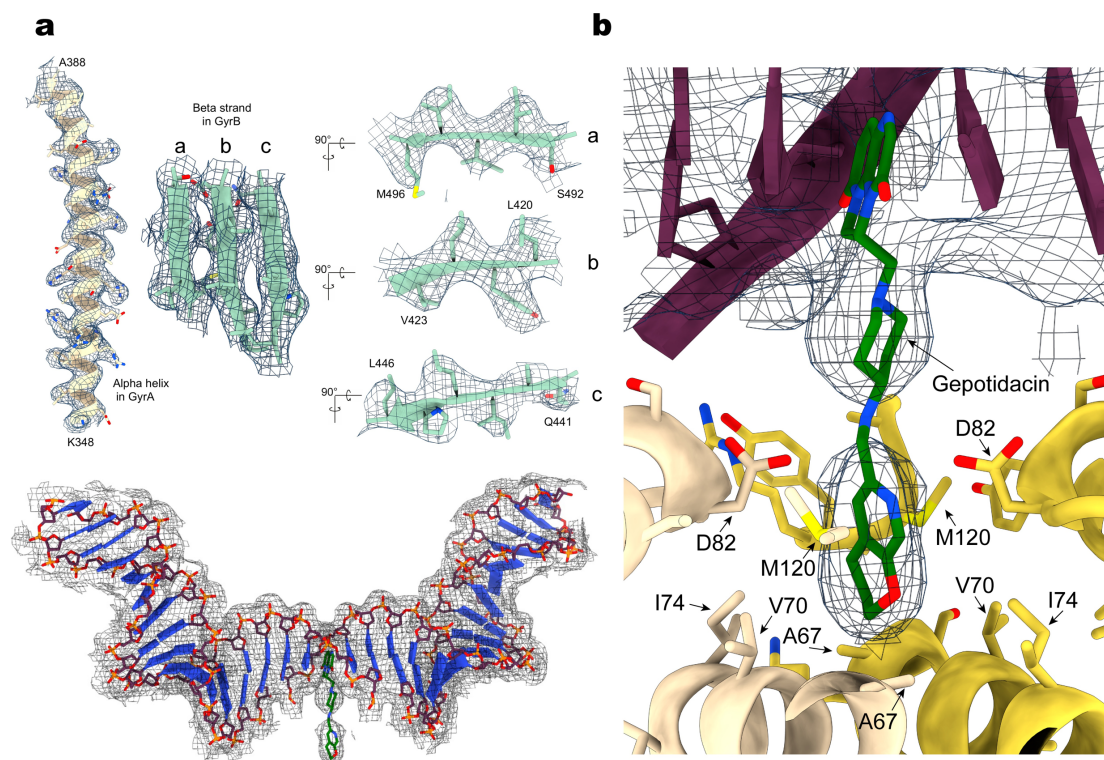 a
A388
Alpha helix
in GyrA
K348
Beta strand
in GyrB
a b c
90°
M496
S492
a
90°
L420
V423
b
90°
L446
Q441
c
b
Gepotidacin
D82
D82
M120
M120
I74
V70
A67
V70
I74
A67